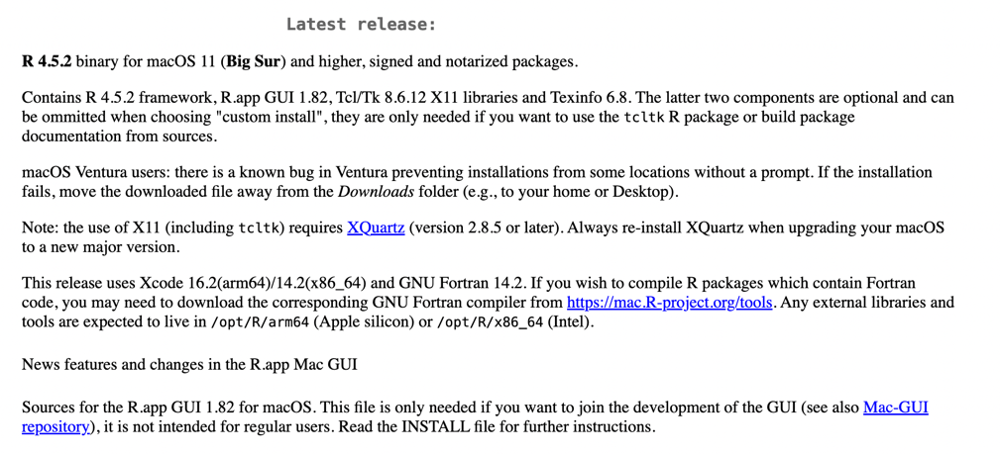 Latest release:
R 4.5.2 binary for macOS 11 (Big Sur) and higher, signed and notarized packages.
Contains R 4.5.2 framework, R.app GUI 1.82, Tcl/Tk 8.6.12 X11 libraries and Texinfo 6.8. The latter two components are optional and can
be ommitted when choosing "custom install", they are only needed if you want to use the tcltk R package or build package
documentation from sources.
macOS Ventura users: there is a known bug in Ventura preventing installations from some locations without a prompt. If the installation
fails, move the downloaded file away from the Downloads folder (e.g., to your home or Desktop).
Note: the use of X11 (including tcltk) requires XQuartz (version 2.8.5 or later). Always re-install XQuartz when upgrading your macOS
to a new major version.
This release uses Xcode 16.2(arm64)/14.2(x86_64) and GNU Fortran 14.2. If you wish to compile R packages which contain Fortran
code, you may need to download the corresponding GNU Fortran compiler from https://mac.R-project.org/tools. Any external libraries and
tools are expected to live in /opt/R/arm64 (Apple silicon) or /opt/R/x86_64 (Intel).
News features and changes in the R.app Mac GUI
Sources for the R.app GUI 1.82 for macOS. This file is only needed if you want to join the development of the GUI (see also Mac-GUI
repository), it is not intended for regular users. Read the INSTALL file for further instructions.